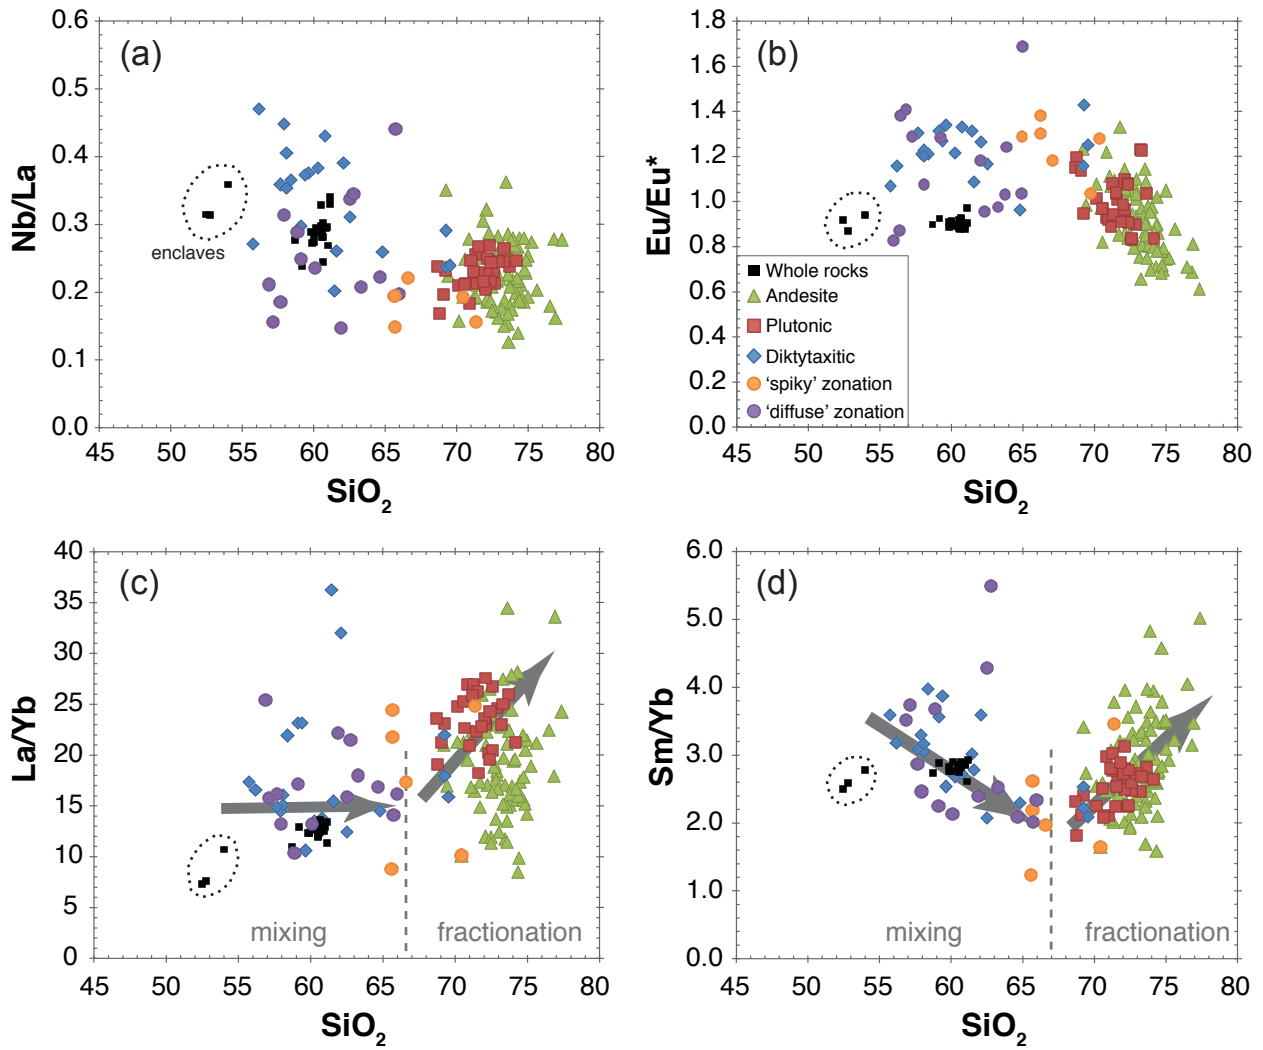 (a)
Nb/La
0.6
0.5
0.4
0.3
0.2
0.1
0.0
enclaves
45 50 55 60 65 70 75 80
SiO2
(b)
Eu/Eu*
1.8
1.6
1.4
1.2
1.0
0.8
0.6
0.4
0.2
0.0
Whole rocks
Andesite
Plutonic
Diktytaxitic
‘spiky’ zonation
‘diffuse’ zonation
45 50 55 60 65 70 75 80
SiO2
(c)
La/Yb
40
35
30
25
20
15
10
5
0
mixing fractionation
45 50 55 60 65 70 75 80
SiO2
(d)
Sm/Yb
6.0
5.0
4.0
3.0
2.0
1.0
0.0
mixing fractionation
45 50 55 60 65 70 75 80
SiO2